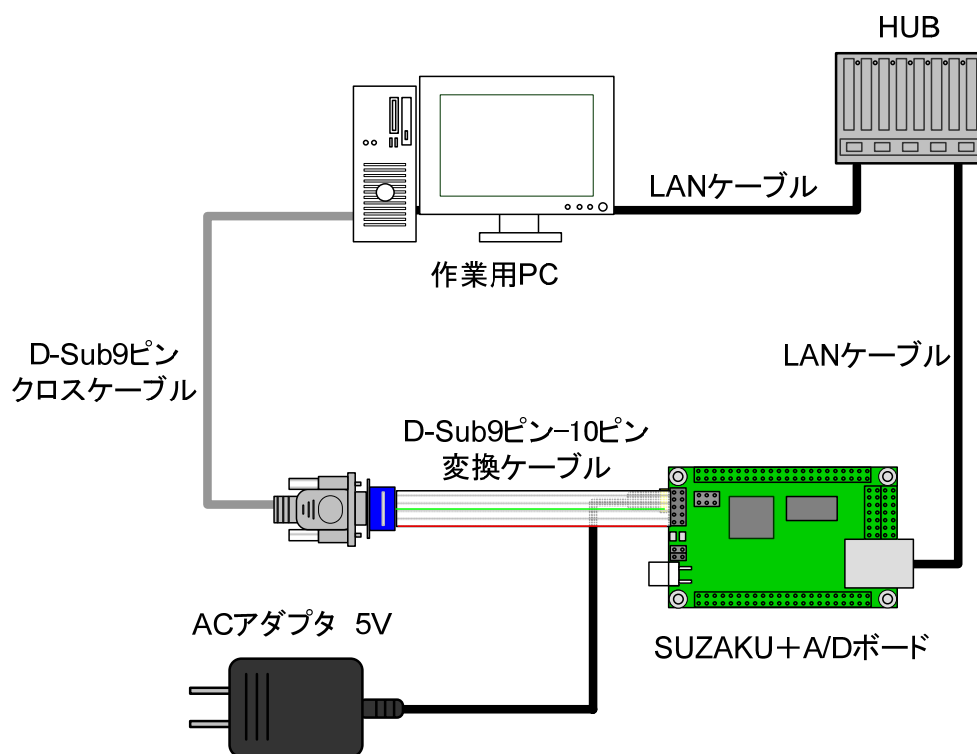 HUB
LANケーブル
作業用PC
D-Sub9ピン
クロスケーブル
LANケーブル
D-Sub9ピン−10ピン
変換ケーブル
ACアダプタ 5V
SUZAKU＋A/Dボード